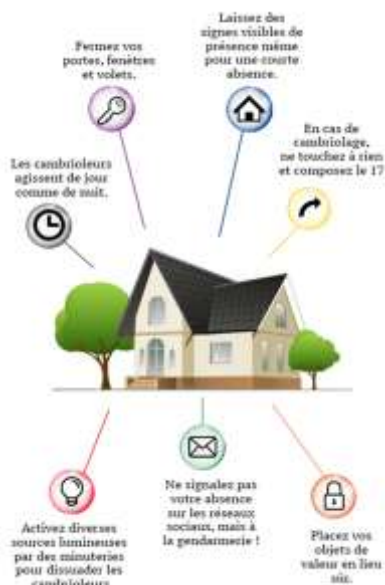 Laissez des
signes visibles de
présence même
pour une courte
absence.
Fermez vos
portes, fenêtres
et volets.
En cas de
cambriolage,
ne touchez à rien
et composez le 17
Les cambrioleurs
agissent de jour
comme de nuit.
Ne signalez pas
votre absence
sur les réseaux
sociaux, mais à
la gendarmerie !
Activez diverses
sources lumineuses
par des minuteries
pour dissuader les
cambrioleurs
Placez vos
objets de
valeur en lieu
sûr.